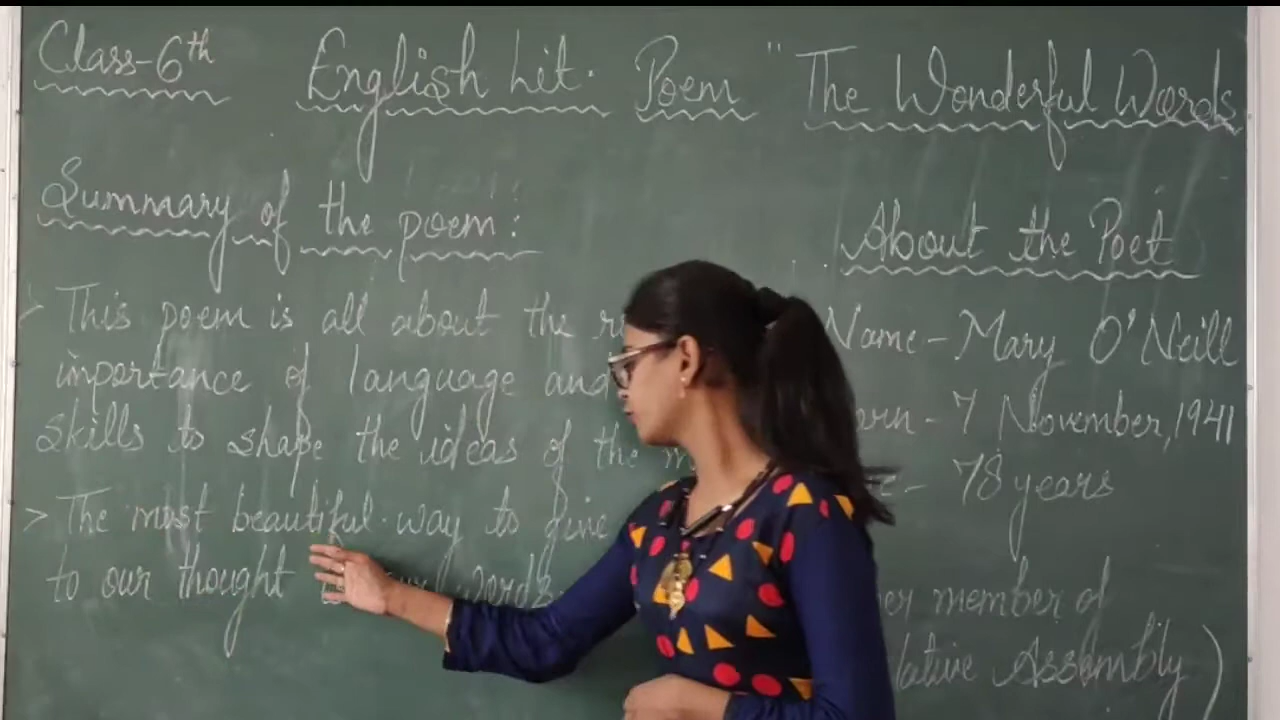 Class-6th English Lit. Poem "The Wonderful Words
Summary of the poem:
> This poem is all about the
importance of language and
skills to shape the ideas of the
> The most beautiful way to give
to our thought words
About the Poet
Name - Mary O'Neill
- 7 November, 1941
- 78 years
member of
Assembly )